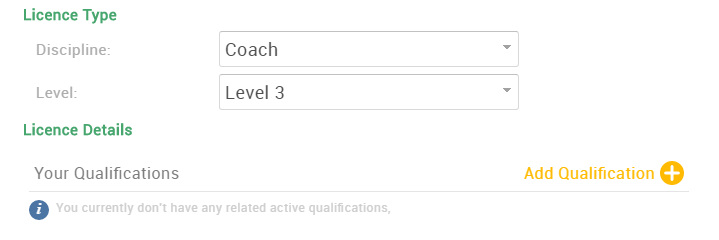 Licence Type
Discipline: Coach
Level: Level 3
Licence Details
Your Qualifications Add Qualification
You currently don't have any related active qualifications,